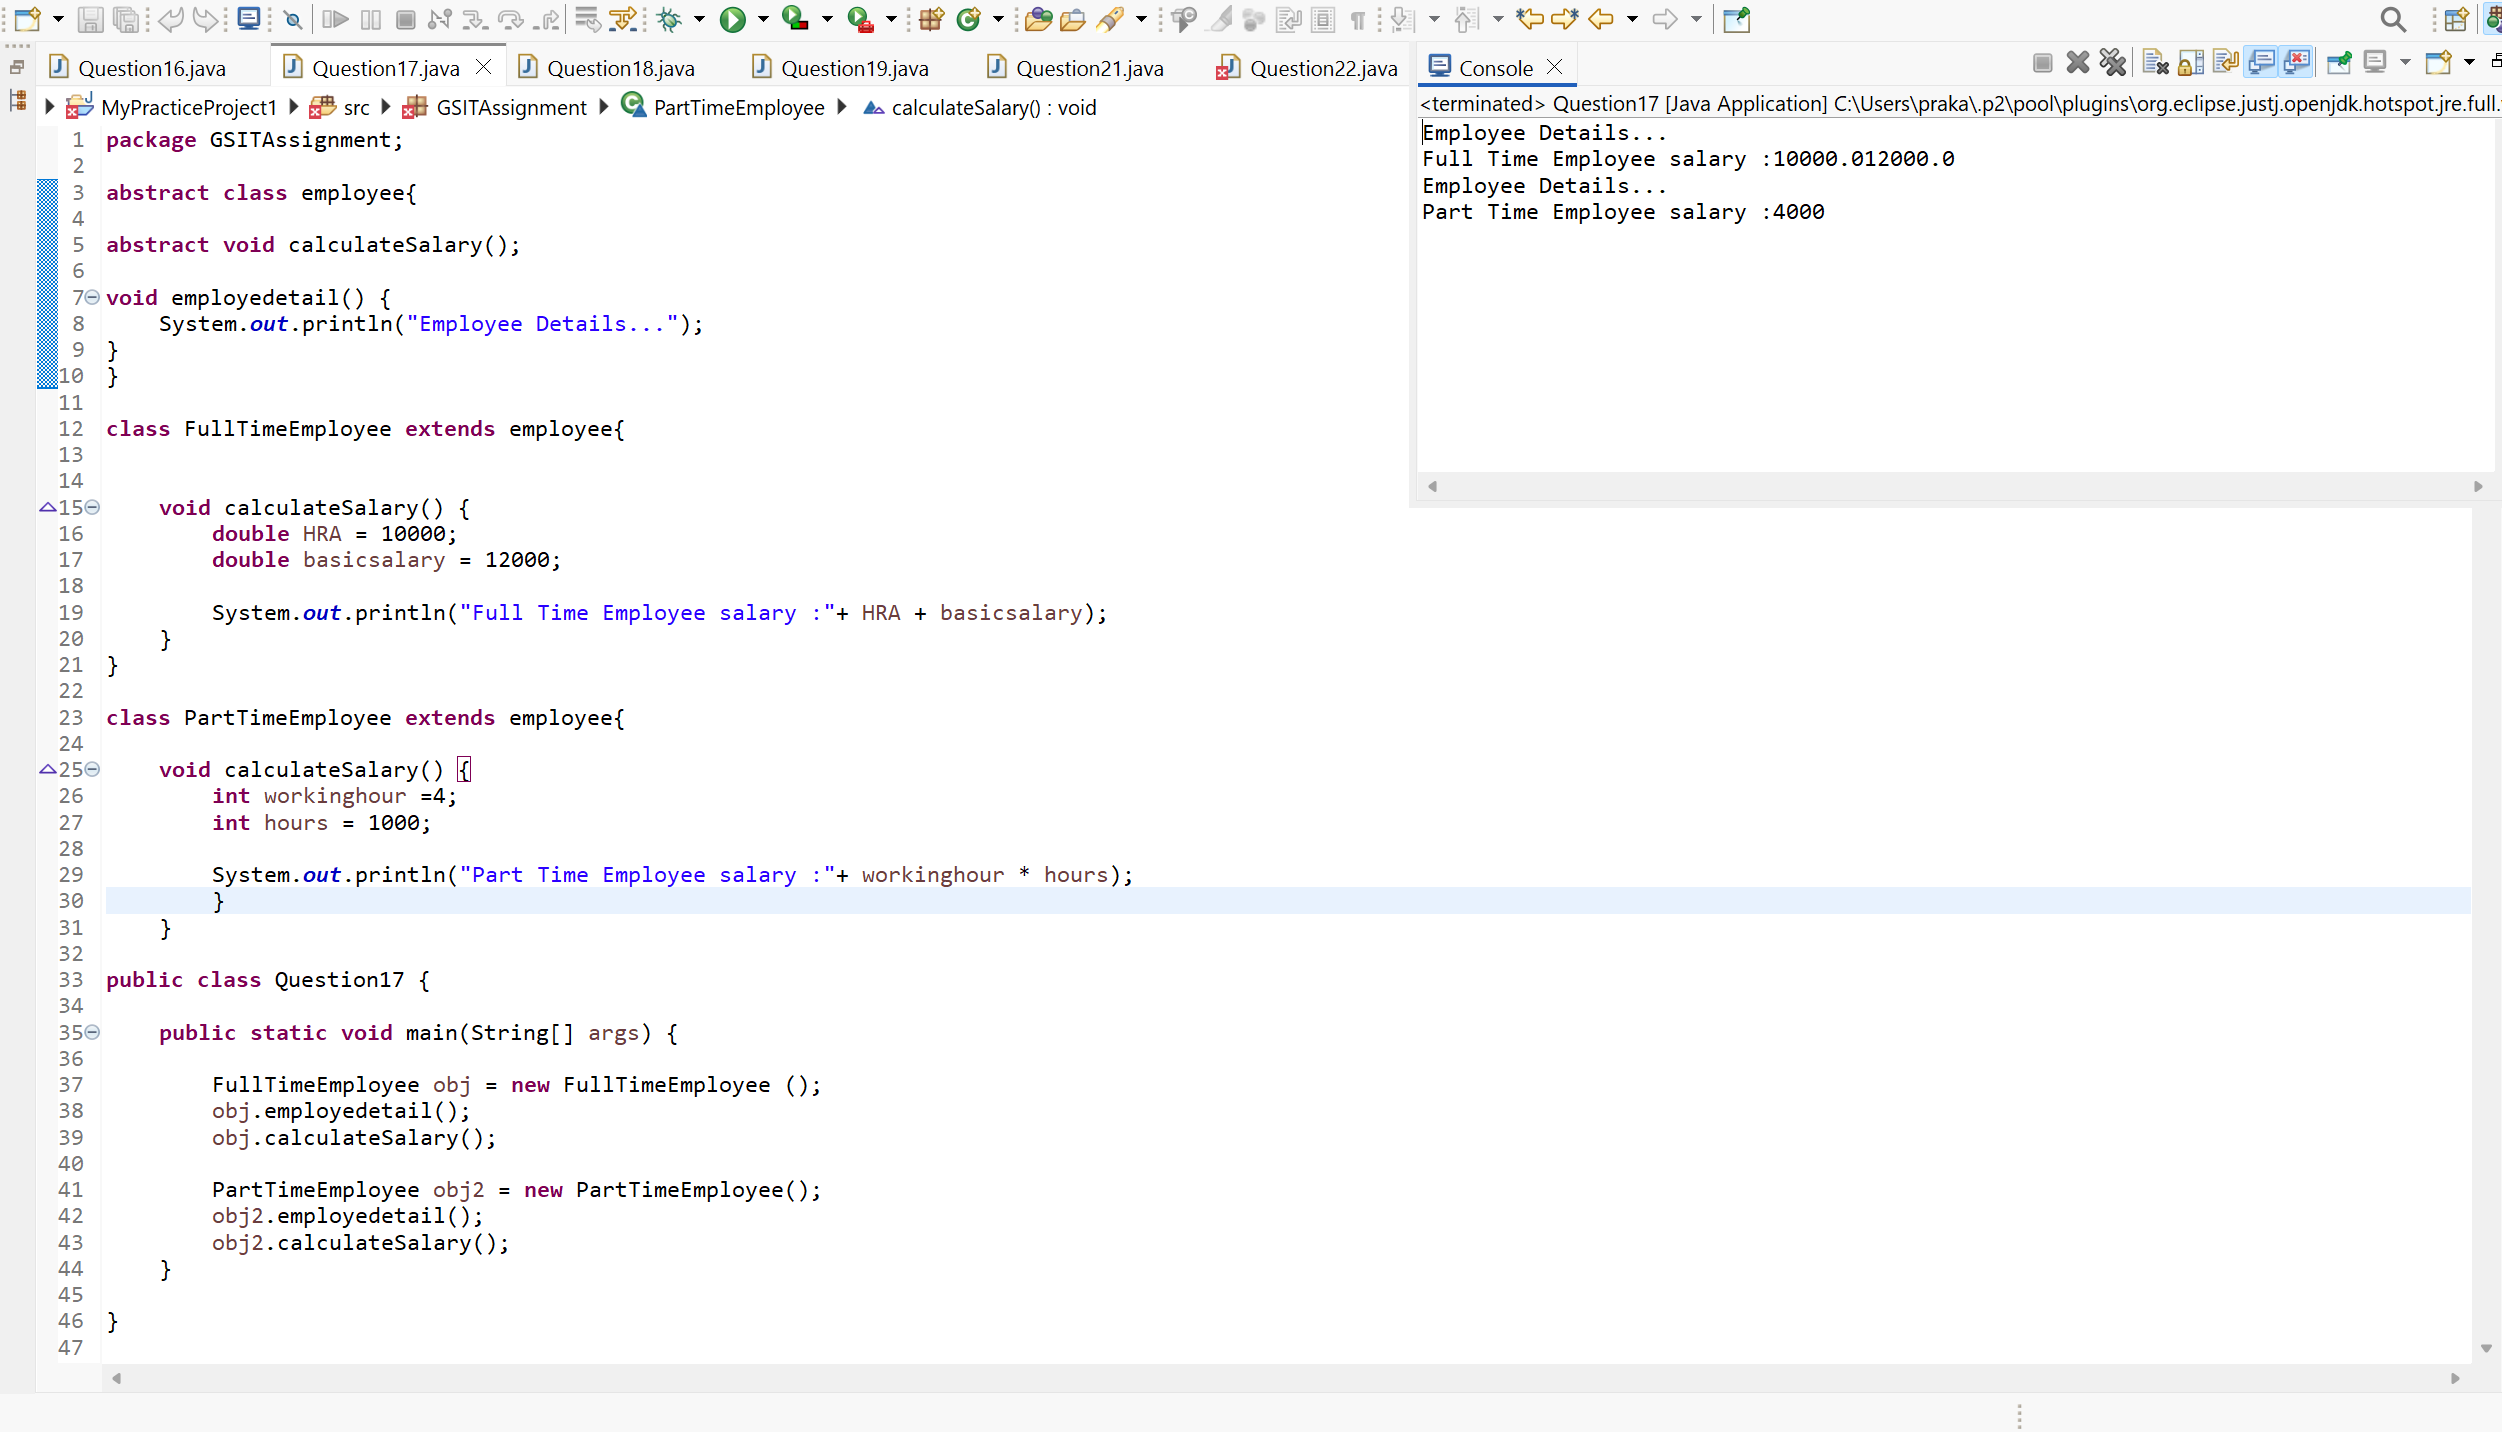 Question16.java
Question17.java
Question18.java
Question19.java
Question21.java
Question22.java
MyPracticeProject1
src
GSITAssignment
PartTimeEmployee
calculateSalary() : void
1 package GSITAssignment;
2
3 abstract class employee{
4
5 abstract void calculateSalary();
6
7 void employedetail() {
8     System.out.println("Employee Details...");
9 }
10 }
11
12 class FullTimeEmployee extends employee{
13
14
15     void calculateSalary() {
16         double HRA = 10000;
17         double basicsalary = 12000;
18
19         System.out.println("Full Time Employee salary :"+ HRA + basicsalary);
20     }
21 }
22
23 class PartTimeEmployee extends employee{
24
25     void calculateSalary() {
26         int workinghour =4;
27         int hours = 1000;
28
29         System.out.println("Part Time Employee salary :"+ workinghour * hours);
30         }
31     }
32
33 public class Question17 {
34
35     public static void main(String[] args) {
36
37         FullTimeEmployee obj = new FullTimeEmployee ();
38         obj.employedetail();
39         obj.calculateSalary();
40
41         PartTimeEmployee obj2 = new PartTimeEmployee();
42         obj2.employedetail();
43         obj2.calculateSalary();
44     }
45
46 }
47
Console
<terminated> Question17 [Java Application] C:\Users\praka\.p2\pool\plugins\org.eclipse.justj.openjdk.hotspot.jre.full.
Employee Details...
Full Time Employee salary :10000.012000.0
Employee Details...
Part Time Employee salary :4000